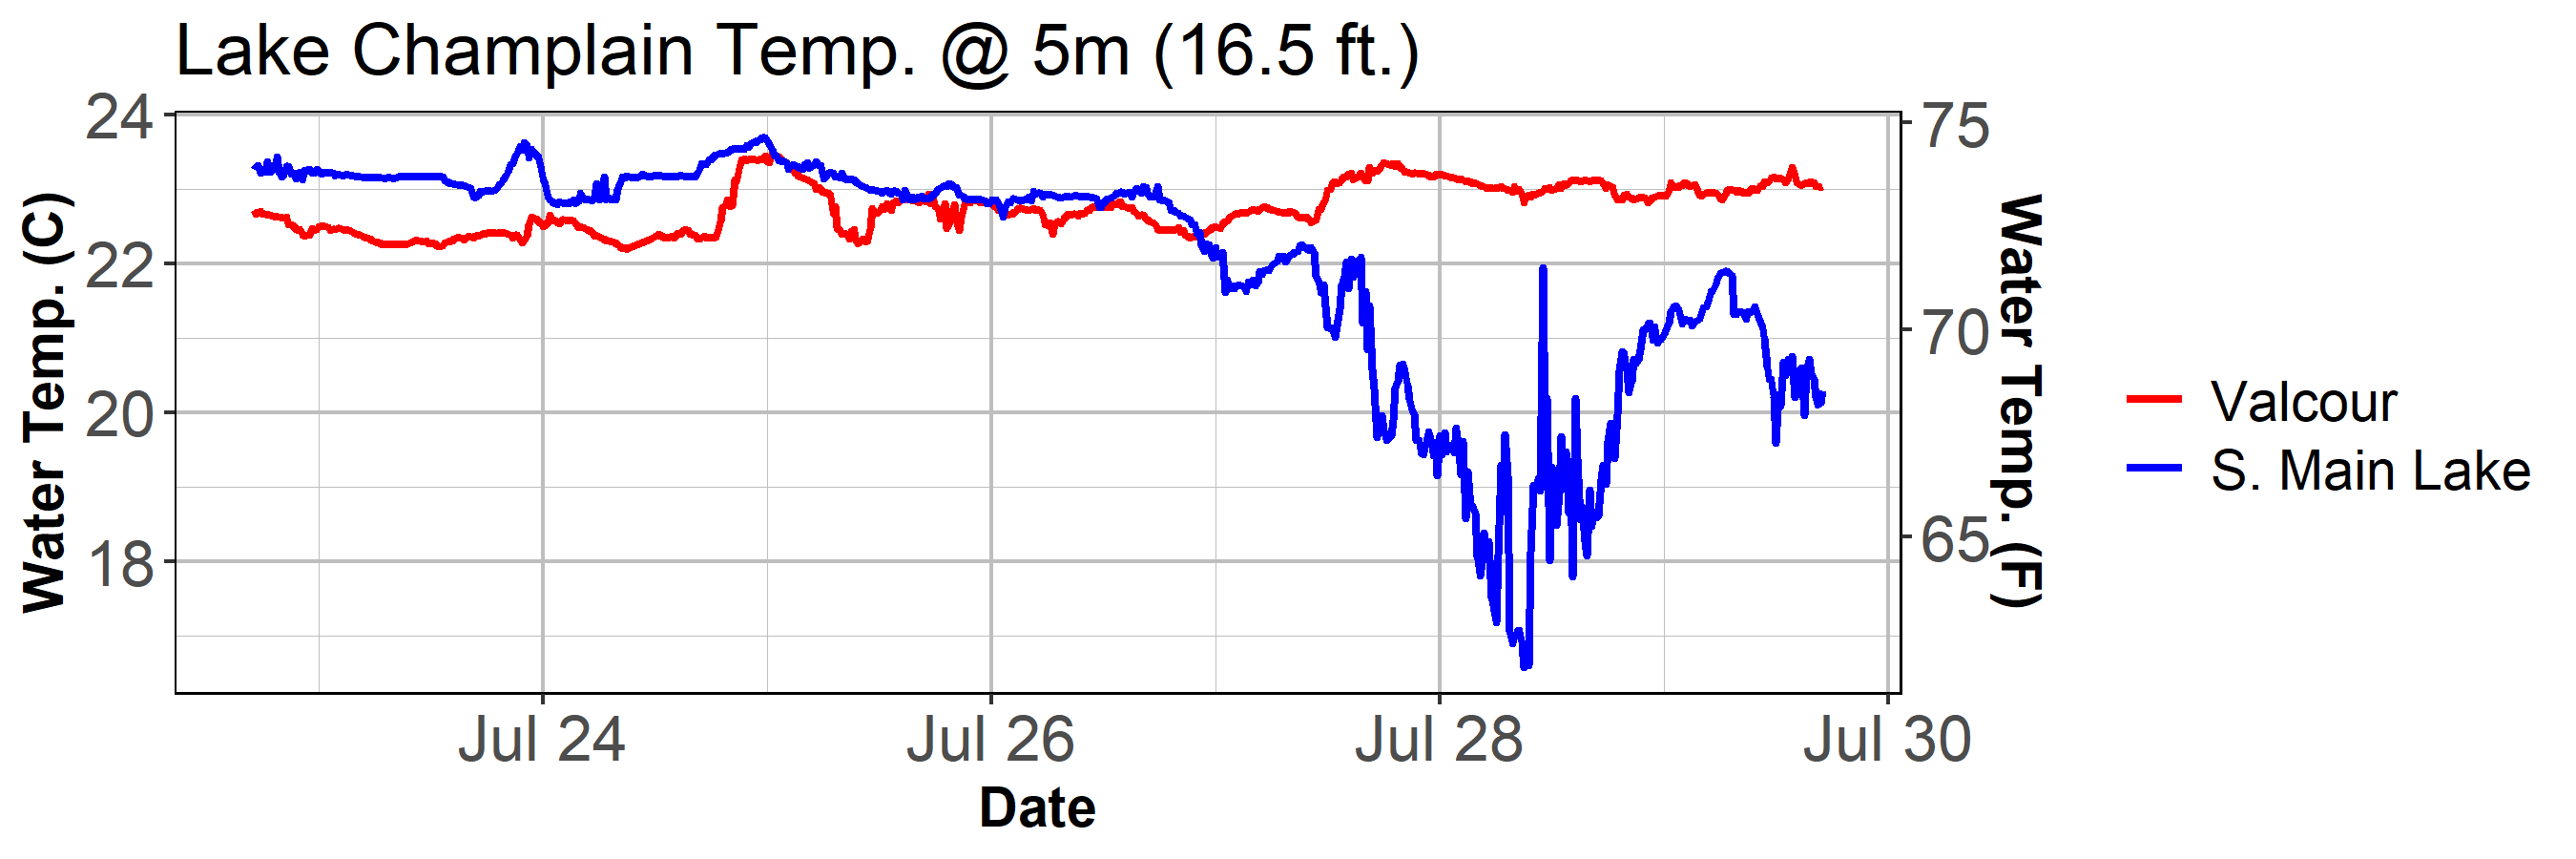 Lake Champlain Temp. @ 5m (16.5 ft.)
Water Temp. (C)
24
22
20
18
75
70
65
Water Temp. (F)
Jul 24
Jul 26
Jul 28
Jul 30
Date
Valcour
S. Main Lake